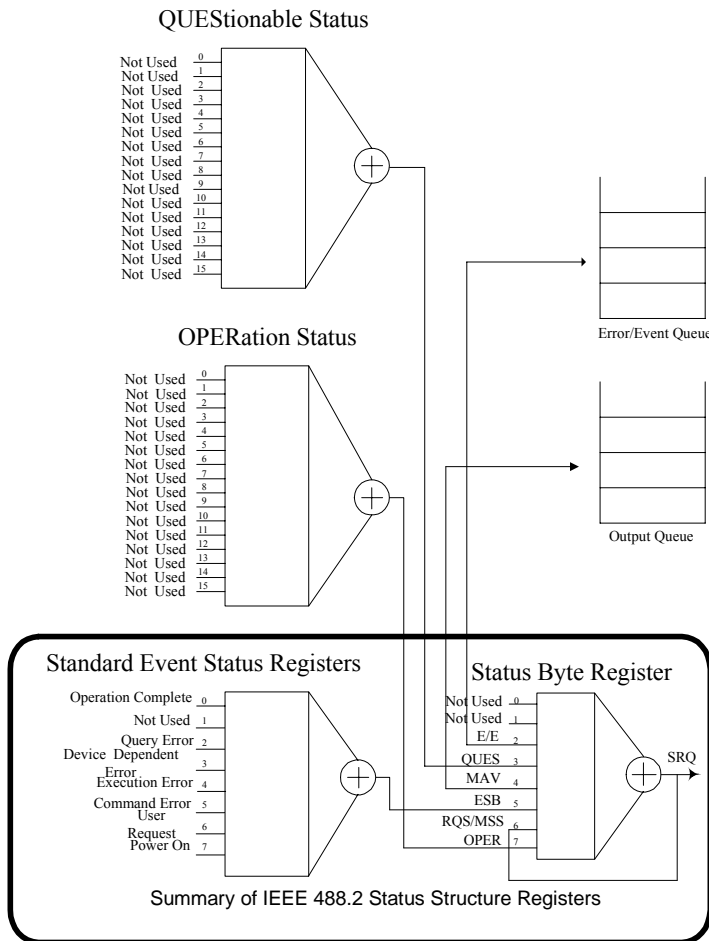 QUEStionable Status
Not Used 0
Not Used 1
Not Used 2
Not Used 3
Not Used 4
Not Used 5
Not Used 6
Not Used 7
Not Used 8
Not Used 9
Not Used 10
Not Used 11
Not Used 12
Not Used 13
Not Used 14
Not Used 15
Error/Event Queue
OPERation Status
Not Used 0
Not Used 1
Not Used 2
Not Used 3
Not Used 4
Not Used 5
Not Used 6
Not Used 7
Not Used 8
Not Used 9
Not Used 10
Not Used 11
Not Used 12
Not Used 13
Not Used 14
Not Used 15
Output Queue
Standard Event Status Registers
Operation Complete 0
Not Used 1
Query Error 2
Device Dependent
Error 3
Execution Error 4
Command Error 5
User
Request 6
Power On 7
Status Byte Register
Not Used 0
Not Used 1
E/E 2
QUES 3
MAV 4
ESB 5
RQS/MSS 6
OPER 7
SRQ
Summary of IEEE 488.2 Status Structure Registers